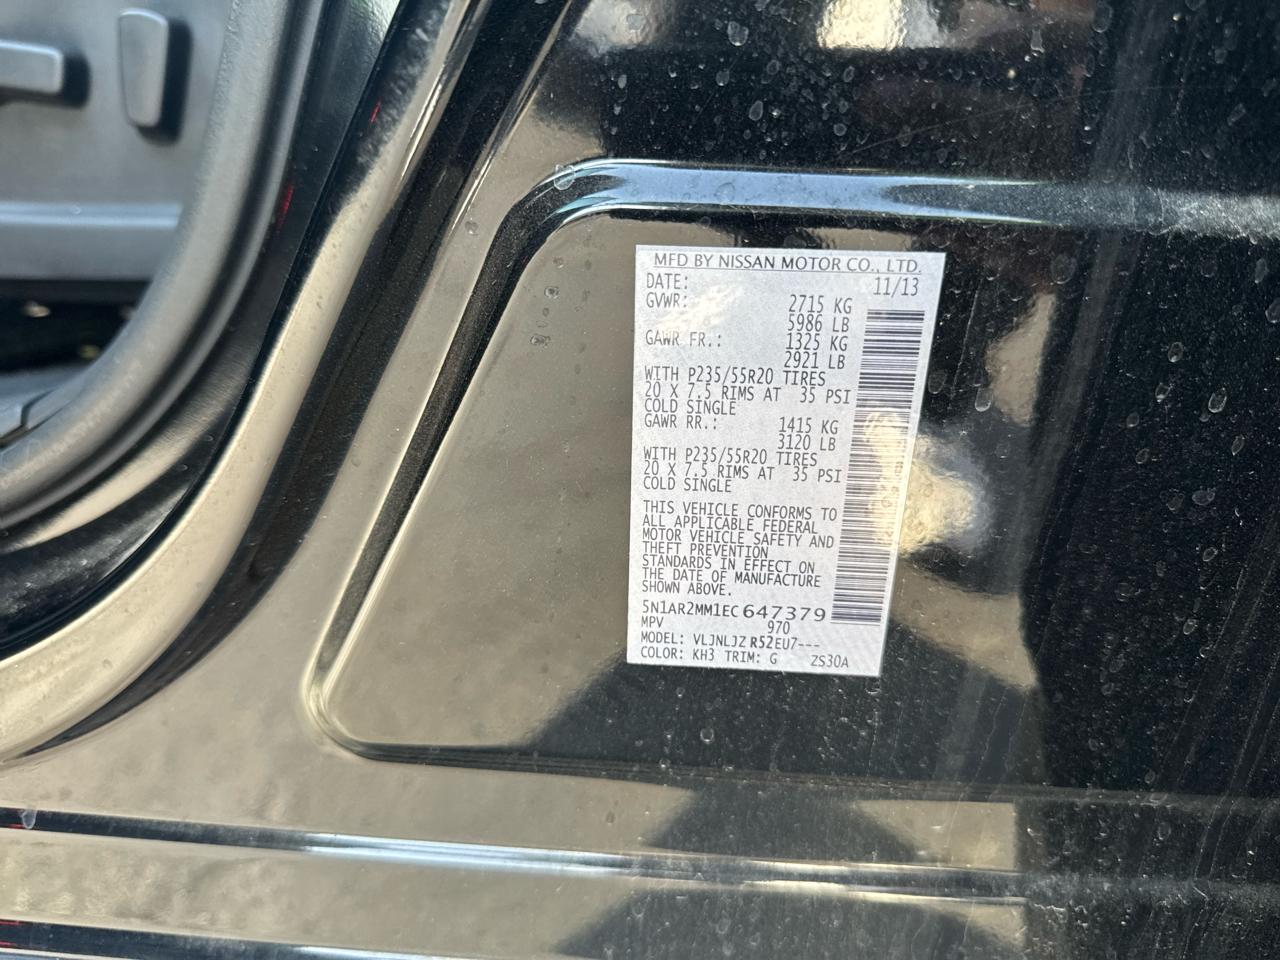 MFD BY NISSAN MOTOR CO., LTD.
DATE: 11/13
GVWR: 2715 KG
5986 LB
GAWR FR.: 1325 KG
2921 LB
WITH P235/55R20 TIRES
20 X 7.5 RIMS AT 35 PSI
COLD SINGLE
GAWR RR.: 1415 KG
3120 LB
WITH P235/55R20 TIRES
20 X 7.5 RIMS AT 35 PSI
COLD SINGLE
THIS VEHICLE CONFORMS TO
ALL APPLICABLE FEDERAL
MOTOR VEHICLE SAFETY AND
THEFT PREVENTION
STANDARDS IN EFFECT ON
THE DATE OF MANUFACTURE
SHOWN ABOVE.
5N1AR2MM1EC647379
MPV 970
MODEL: VLJNLJZ R52EU7---
COLOR: KH3 TRIM: G ZS30A